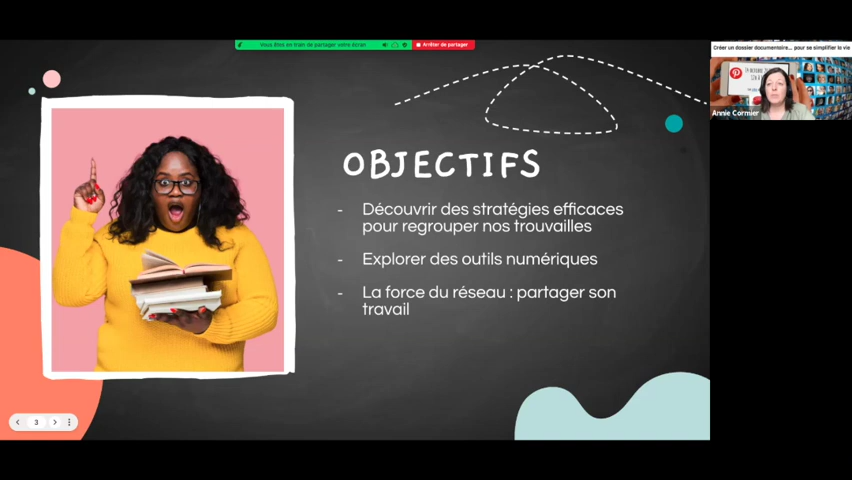 Vous êtes en train de partager votre écran
Arrêter de partager
Créer un dossier documentaire... pour se simplifier la vie
Annie Cormier
OBJECTIFS
- Découvrir des stratégies efficaces
pour regrouper nos trouvailles
- Explorer des outils numériques
- La force du réseau : partager son
travail
3